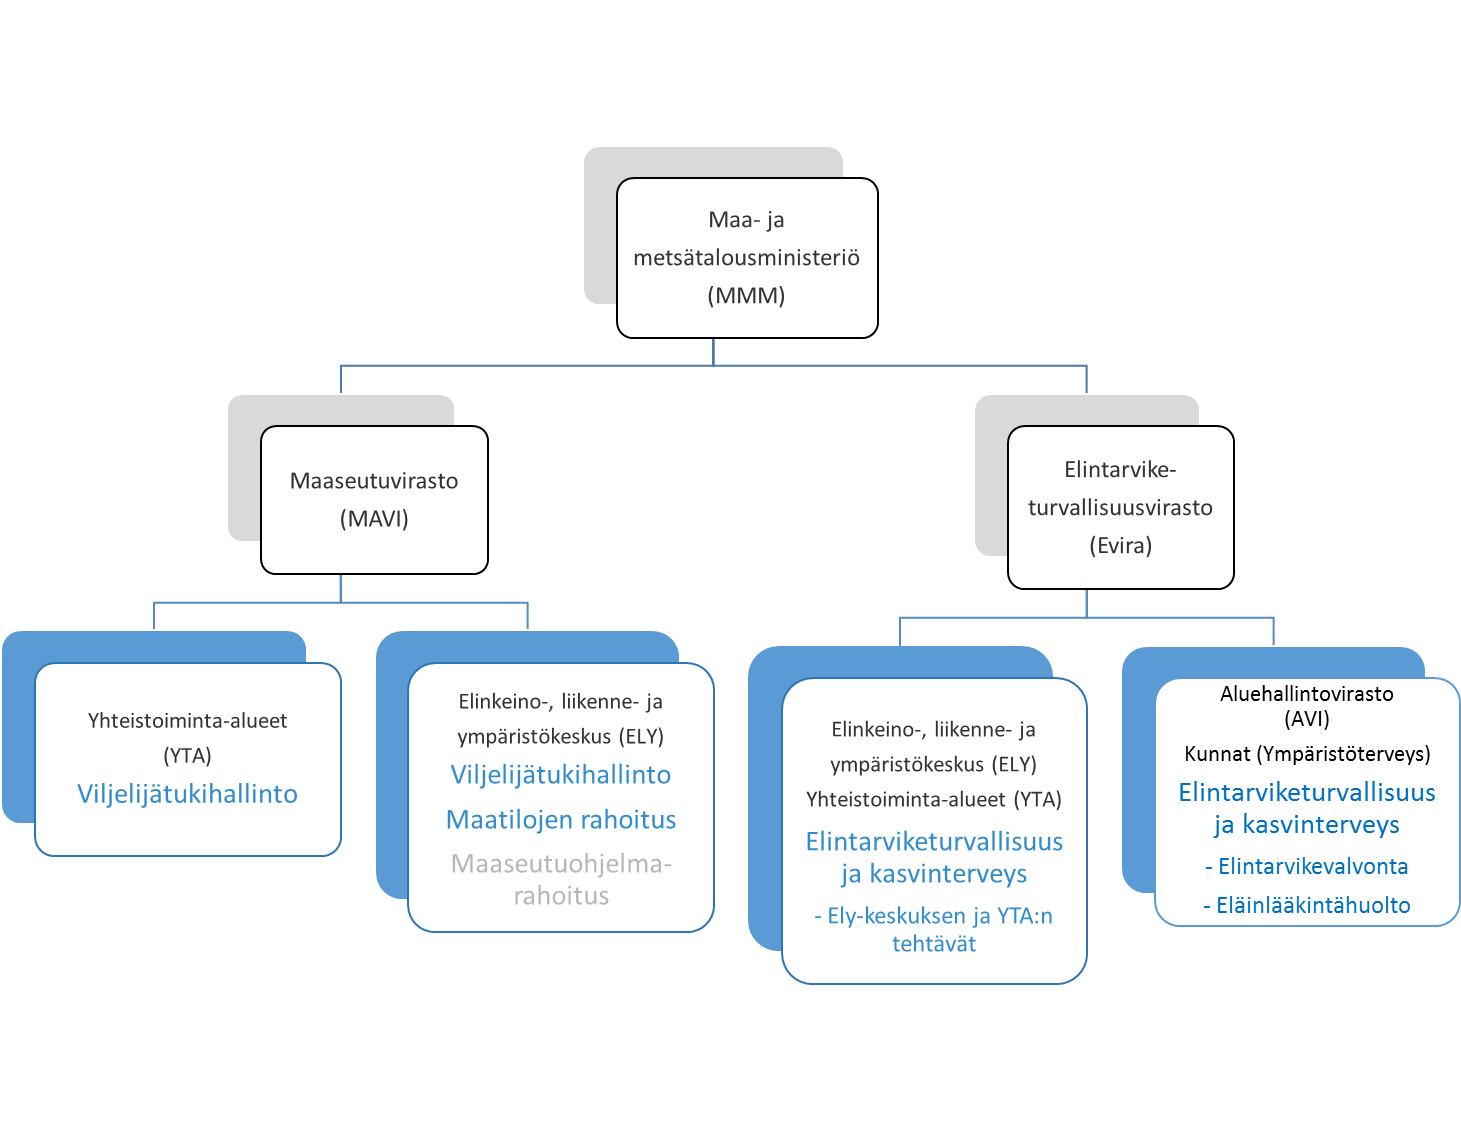 Maa- ja
metsätalousministeriö
(MMM)
Maaseutuvirasto
(MAVI)
Elintarvike-
turvallisuusvirasto
(Evira)
Yhteistoiminta-alueet
(YTA)
Viljelijätukihallinto
Elinkeino-, liikenne- ja
ympäristökeskus (ELY)
Viljelijätukihallinto
Maatilojen rahoitus
Maaseutuohjelma-
rahoitus
Elinkeino-, liikenne- ja
ympäristökeskus (ELY)
Yhteistoiminta-alueet (YTA)
Elintarviketurvallisuus
ja kasvinterveys
- Ely-keskuksen ja YTA:n
tehtävät
Aluehallintovirasto
(AVI)
Kunnat (Ympäristöterveys)
Elintarviketurvallisuus
ja kasvinterveys
- Elintarvikevalvonta
- Eläinlääkintähuolto